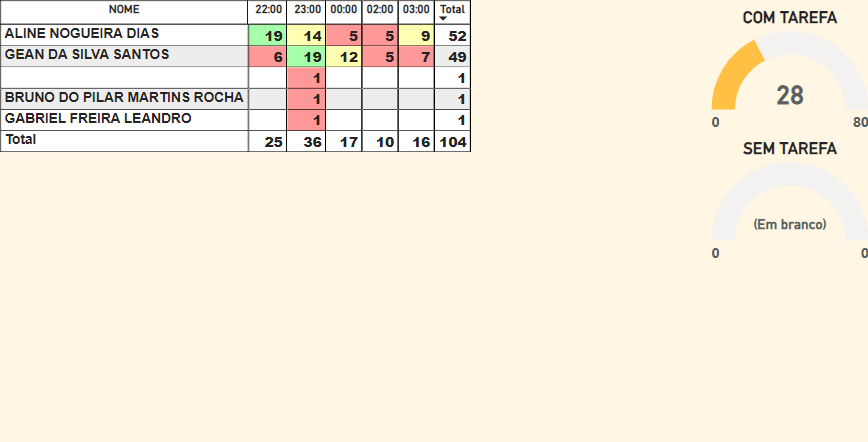 NOME 22:00 23:00 00:00 02:00 03:00 Total
ALINE NOGUEIRA DIAS 19 14 5 5 9 52
GEAN DA SILVA SANTOS 6 19 12 5 7 49
1 1
BRUNO DO PILAR MARTINS ROCHA 1 1
GABRIEL FREIRA LEANDRO 1 1
Total 25 36 17 10 16 104
COM TAREFA
28
0 80
SEM TAREFA
(Em branco)
0 0